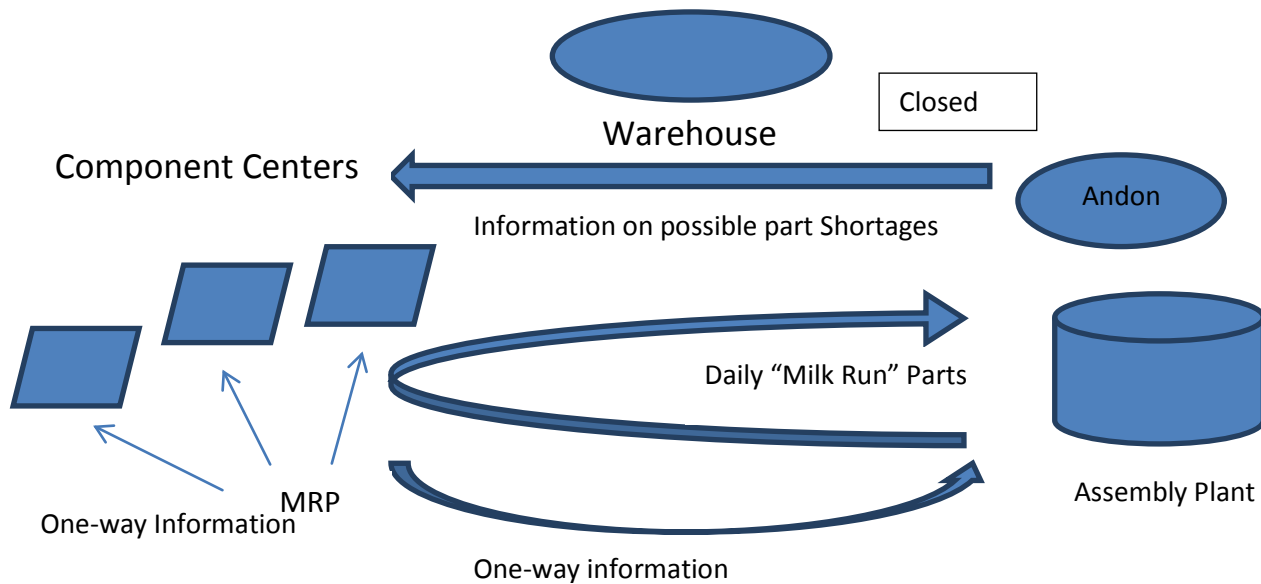 Closed
Warehouse
Component Centers
Andon
Information on possible part Shortages
Daily “Milk Run” Parts
MRP
Assembly Plant
One-way Information
One-way information